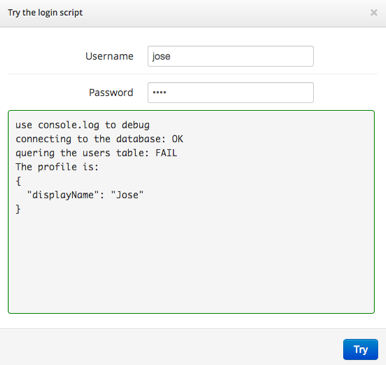 Try the login script ×
Username jose
Password ••••
use console.log to debug
connecting to the database: OK
quering the users table: FAIL
The profile is:
{
  "displayName": "Jose"
}
Try